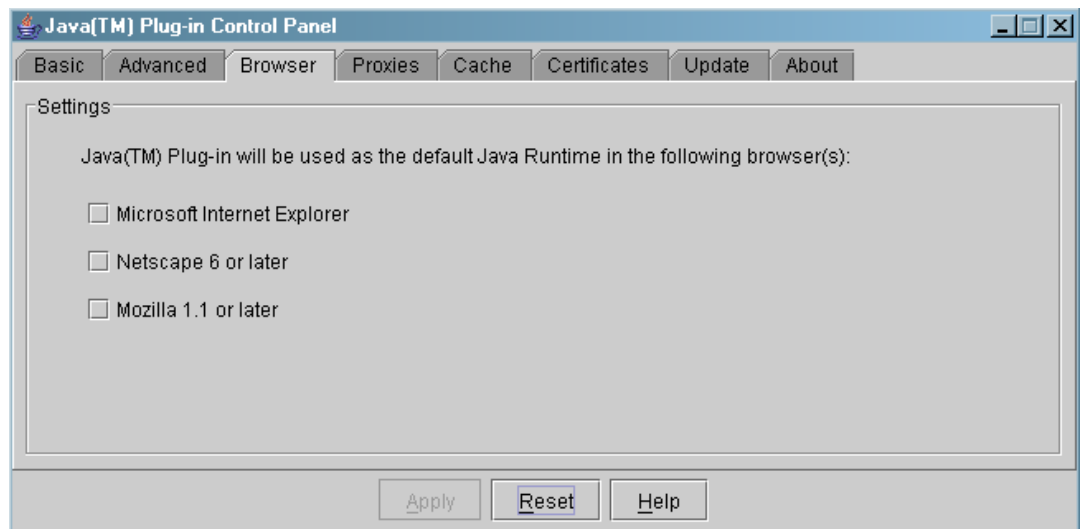 Java(TM) Plug-in Control Panel
Basic Advanced Browser Proxies Cache Certificates Update About
Settings
Java(TM) Plug-in will be used as the default Java Runtime in the following browser(s):
Microsoft Internet Explorer
Netscape 6 or later
Mozilla 1.1 or later
Apply Reset Help